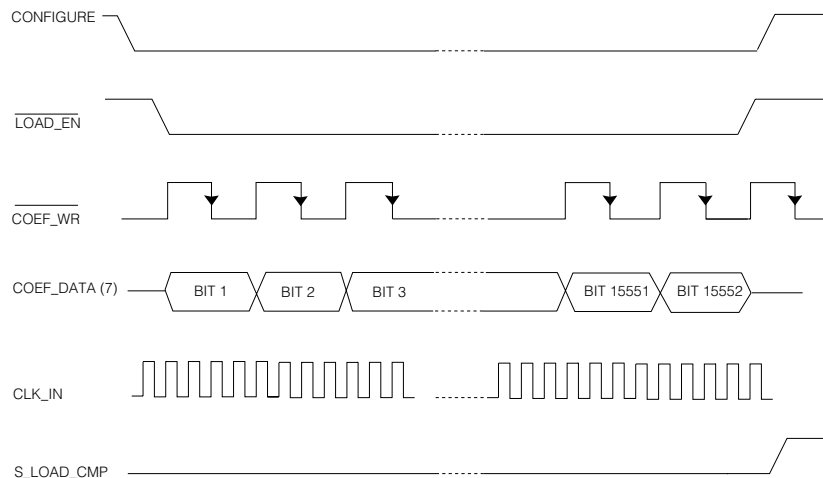 CONFIGURE
LOAD_EN
COEF_WR
COEF_DATA (7) BIT 1 BIT 2 BIT 3 BIT 15551 BIT 15552
CLK_IN
S_LOAD_CMP